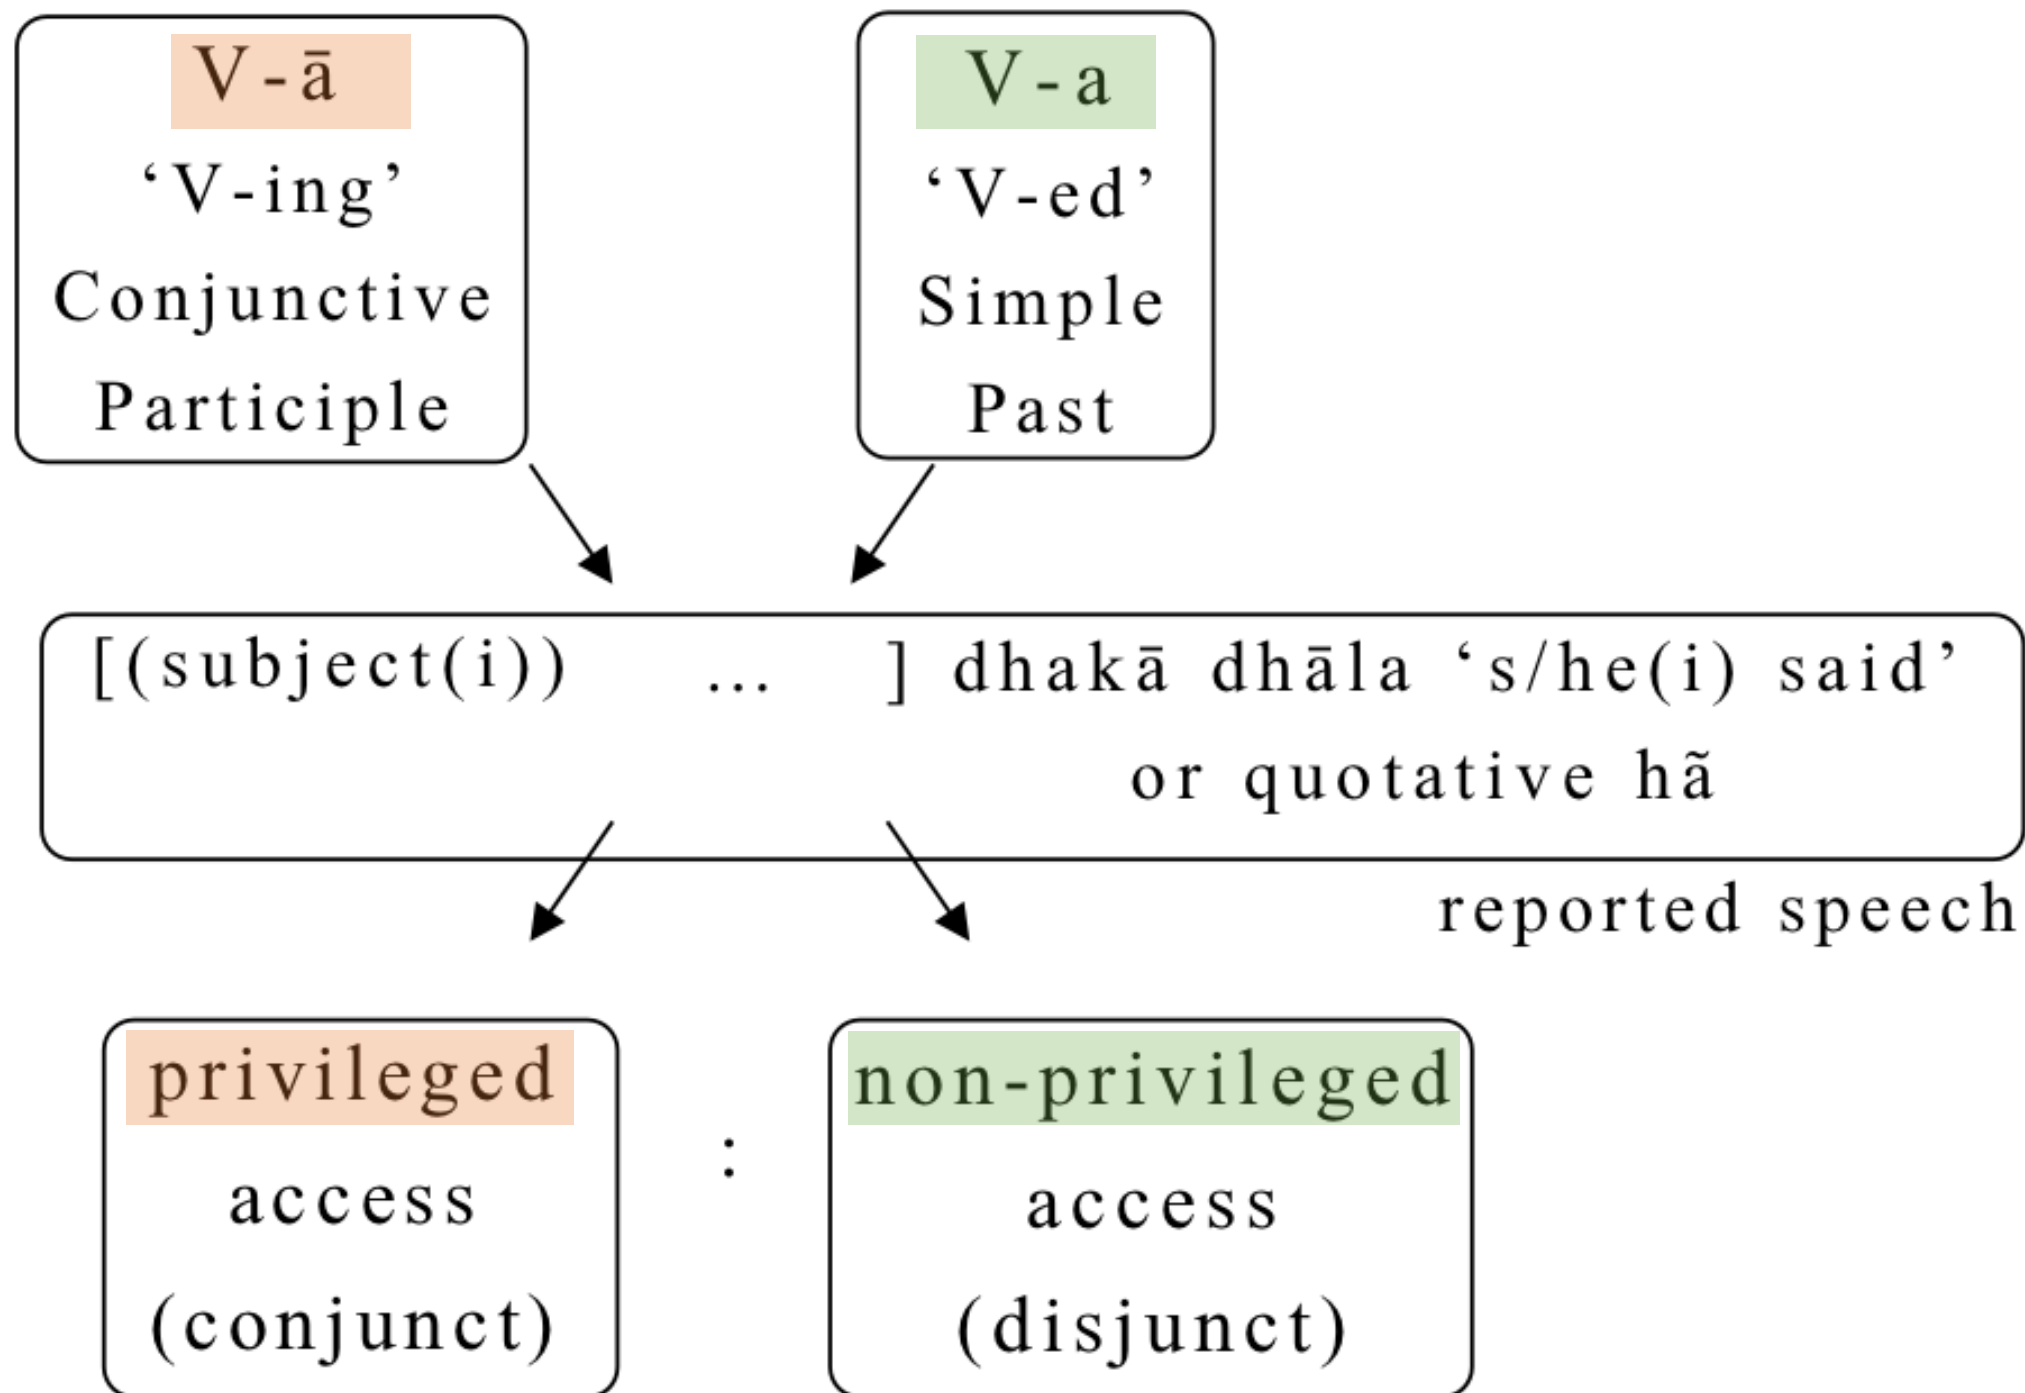 V-ā
‘V-ing’
Conjunctive
Participle
V-a
‘V-ed’
Simple
Past
[(subject(i)) ... ] dhakā dhāla ‘s/he(i) said’
or quotative hã
reported speech
privileged
access
(conjunct)
:
non-privileged
access
(disjunct)